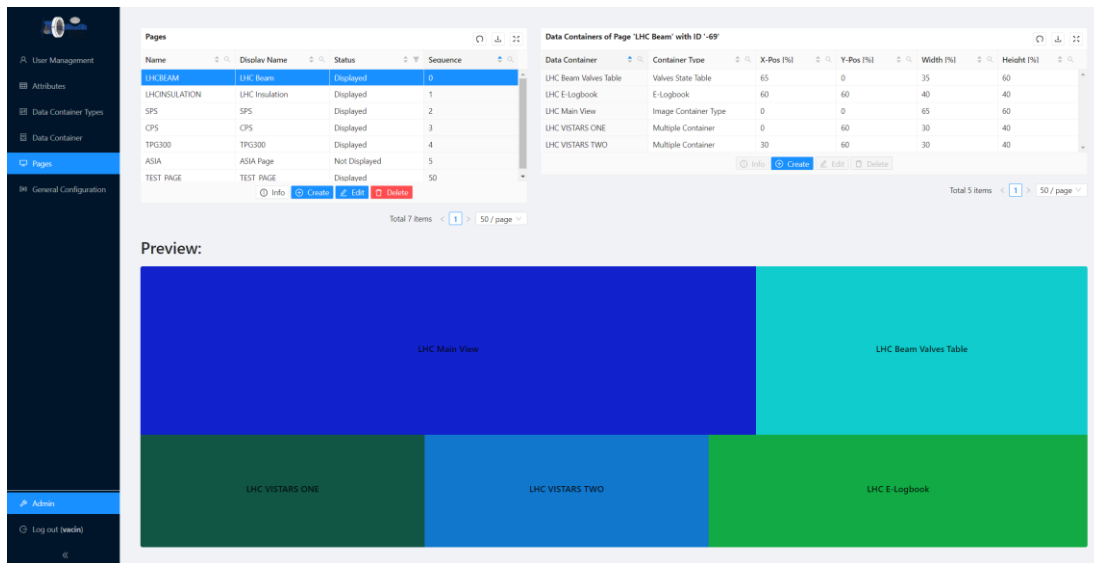 User Management
Attributes
Data Container Types
Data Container
Pages
General Configuration
Admin
Log out (vacin)
Pages
Name Display Name Status Sequence
LHCBEAM LHC Beam Displayed 0
LHCINSULATION LHC Insulation Displayed 1
SPS SPS Displayed 2
CPS CPS Displayed 3
TPG300 TPG300 Displayed 4
ASIA ASIA Page Not Displayed 5
TEST PAGE TEST PAGE Displayed 50
Info Create Edit Delete
Total 7 items < 1 > 50 / page
Data Containers of Page 'LHC Beam' with ID '-69'
Data Container Container Type X-Pos [%] Y-Pos [%] Width [%] Height [%]
LHC Beam Valves Table Valves State Table 65 0 35 60
LHC E-Logbook E-Logbook 60 60 40 40
LHC Main View Image Container Type 0 0 65 60
LHC VISTARS ONE Multiple Container 0 60 30 40
LHC VISTARS TWO Multiple Container 30 60 30 40
Info Create Edit Delete
Total 5 items < 1 > 50 / page
Preview:
LHC Main View
LHC Beam Valves Table
LHC VISTARS ONE
LHC VISTARS TWO
LHC E-Logbook